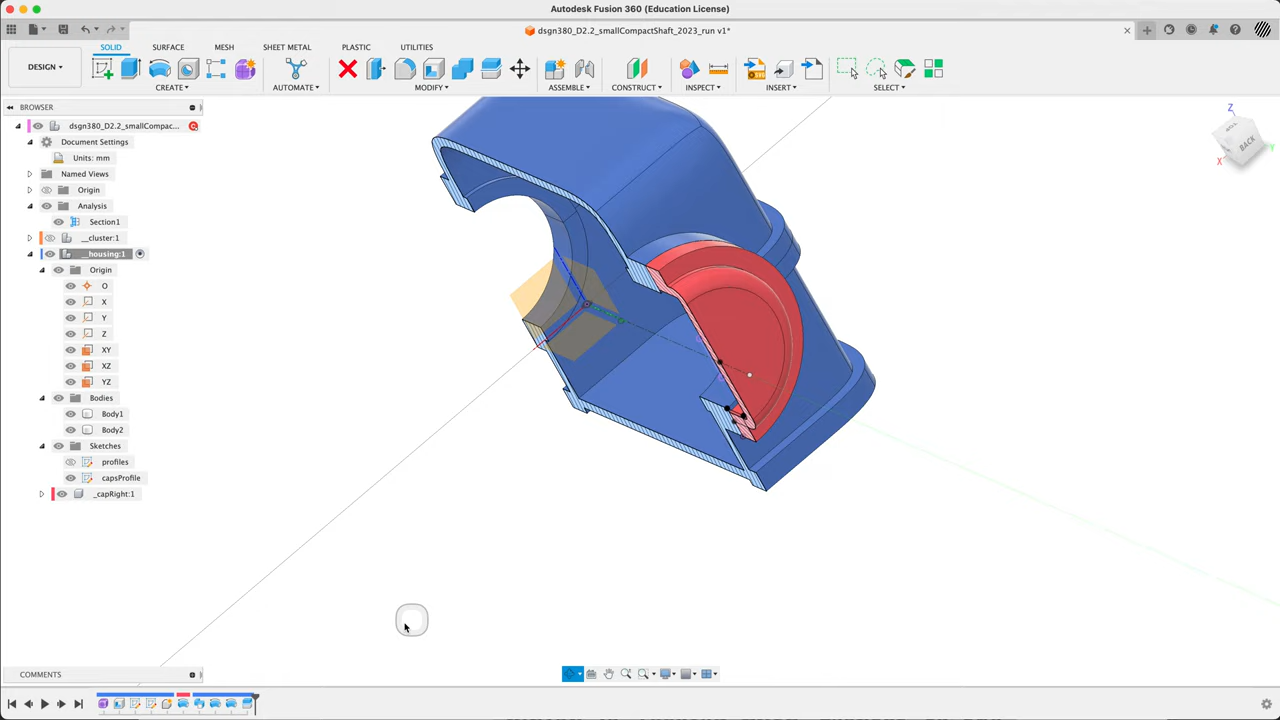 Autodesk Fusion 360 (Education License)
dsgn380_D2.2_smallCompactShaft_2023_run v1*
SOLID SURFACE MESH SHEET METAL PLASTIC UTILITIES
DESIGN
CREATE AUTOMATE MODIFY ASSEMBLE CONSTRUCT INSPECT INSERT SELECT
BROWSER
dsgn380_D2.2_smallCompac...
Document Settings
Units: mm
Named Views
Origin
Analysis
Section1
__cluster:1
__housing:1
Origin
O
X
Y
Z
XY
XZ
YZ
Bodies
Body1
Body2
Sketches
profiles
capsProfile
_capRight:1
Z
BACK
X
Y
COMMENTS